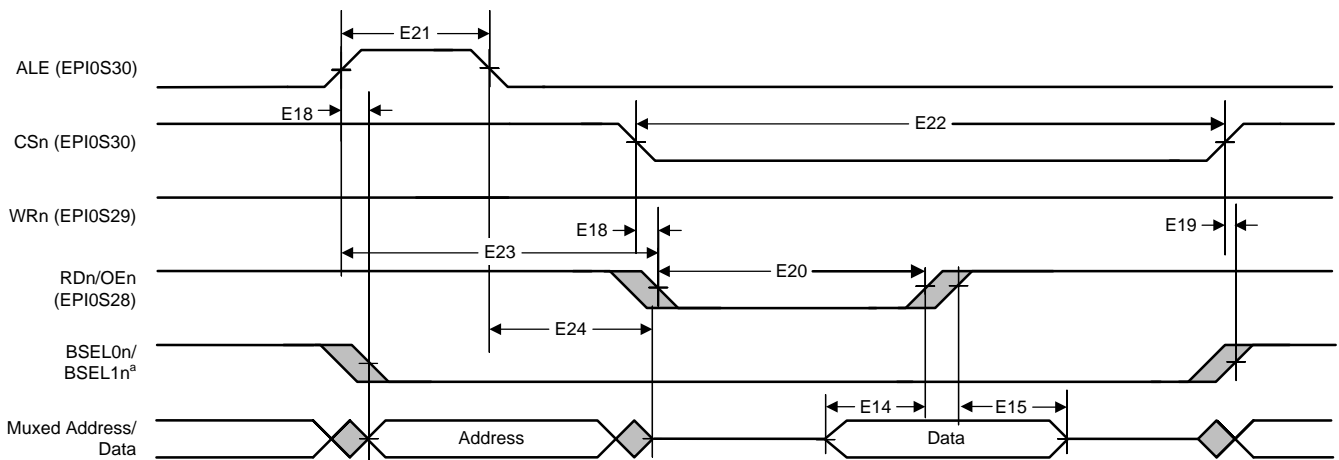 E21
ALE (EPI0S30)
E18
CSn (EPI0S30)
E22
WRn (EPI0S29)
E18
E19
E23
RDn/OEn
(EPI0S28)
E20
E24
BSEL0n/
BSEL1nᵃ
E14
E15
Muxed Address/
Data
Address
Data